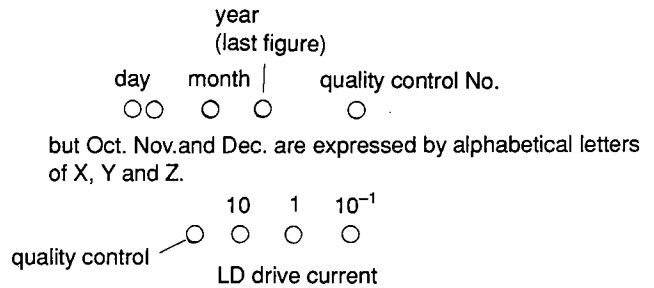 year
(last figure)
day month quality control No.
but Oct. Nov.and Dec. are expressed by alphabetical letters
of X, Y and Z.
10 1 10⁻¹
quality control
LD drive current